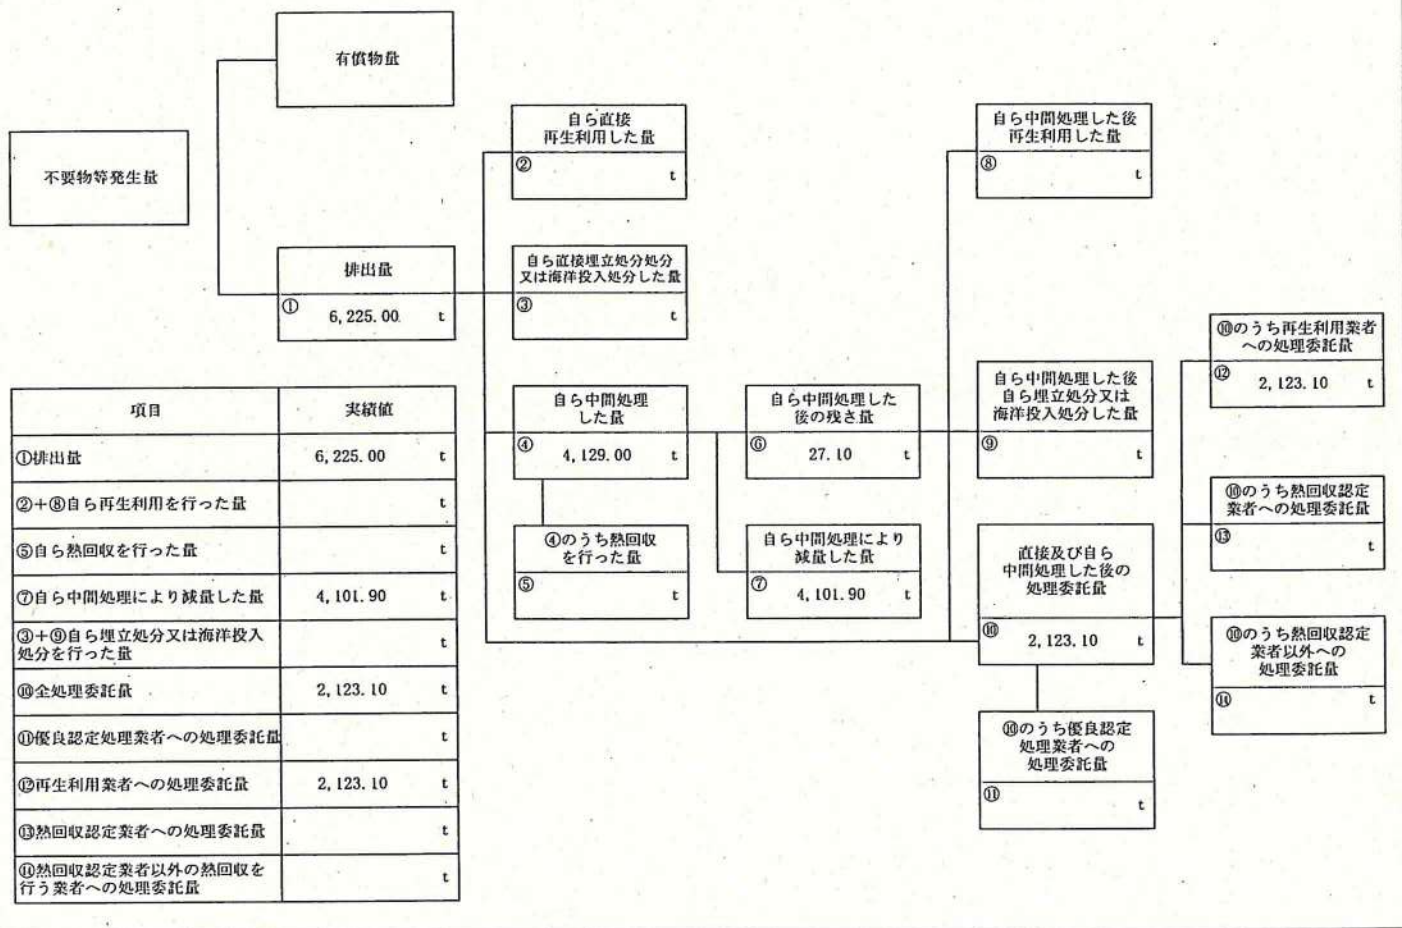 有償物量
不要物等発生量
排出量
① 6,225.00 t
自ら直接
再生利用した量
② t
自ら直接埋立処分処分
又は海洋投入処分した量
③ t
自ら中間処理
した量
④ 4,129.00 t
④のうち熱回収
を行った量
⑤ t
自ら中間処理した
後の残さ量
⑥ 27.10 t
自ら中間処理により
減量した量
⑦ 4,101.90 t
自ら中間処理した後
再生利用した量
⑧ t
自ら中間処理した後
自ら埋立処分又は
海洋投入処分した量
⑨ t
直接及び自ら
中間処理した後の
処理委託量
⑩ 2,123.10 t
⑩のうち優良認定
処理業者への
処理委託量
⑪ t
⑩のうち再生利用業者
への処理委託量
⑫ 2,123.10 t
⑩のうち熱回収認定
業者への処理委託量
⑬ t
⑩のうち熱回収認定
業者以外への
処理委託量
⑭ t
項目 実績値
①排出量 6,225.00 t
②+⑧自ら再生利用を行った量 t
⑤自ら熱回収を行った量 t
⑦自ら中間処理により減量した量 4,101.90 t
③+⑨自ら埋立処分又は海洋投入
処分を行った量 t
⑩全処理委託量 2,123.10 t
⑪優良認定処理業者への処理委託量 t
⑫再生利用業者への処理委託量 2,123.10 t
⑬熱回収認定業者への処理委託量 t
⑭熱回収認定業者以外の熱回収を
行う業者への処理委託量 t